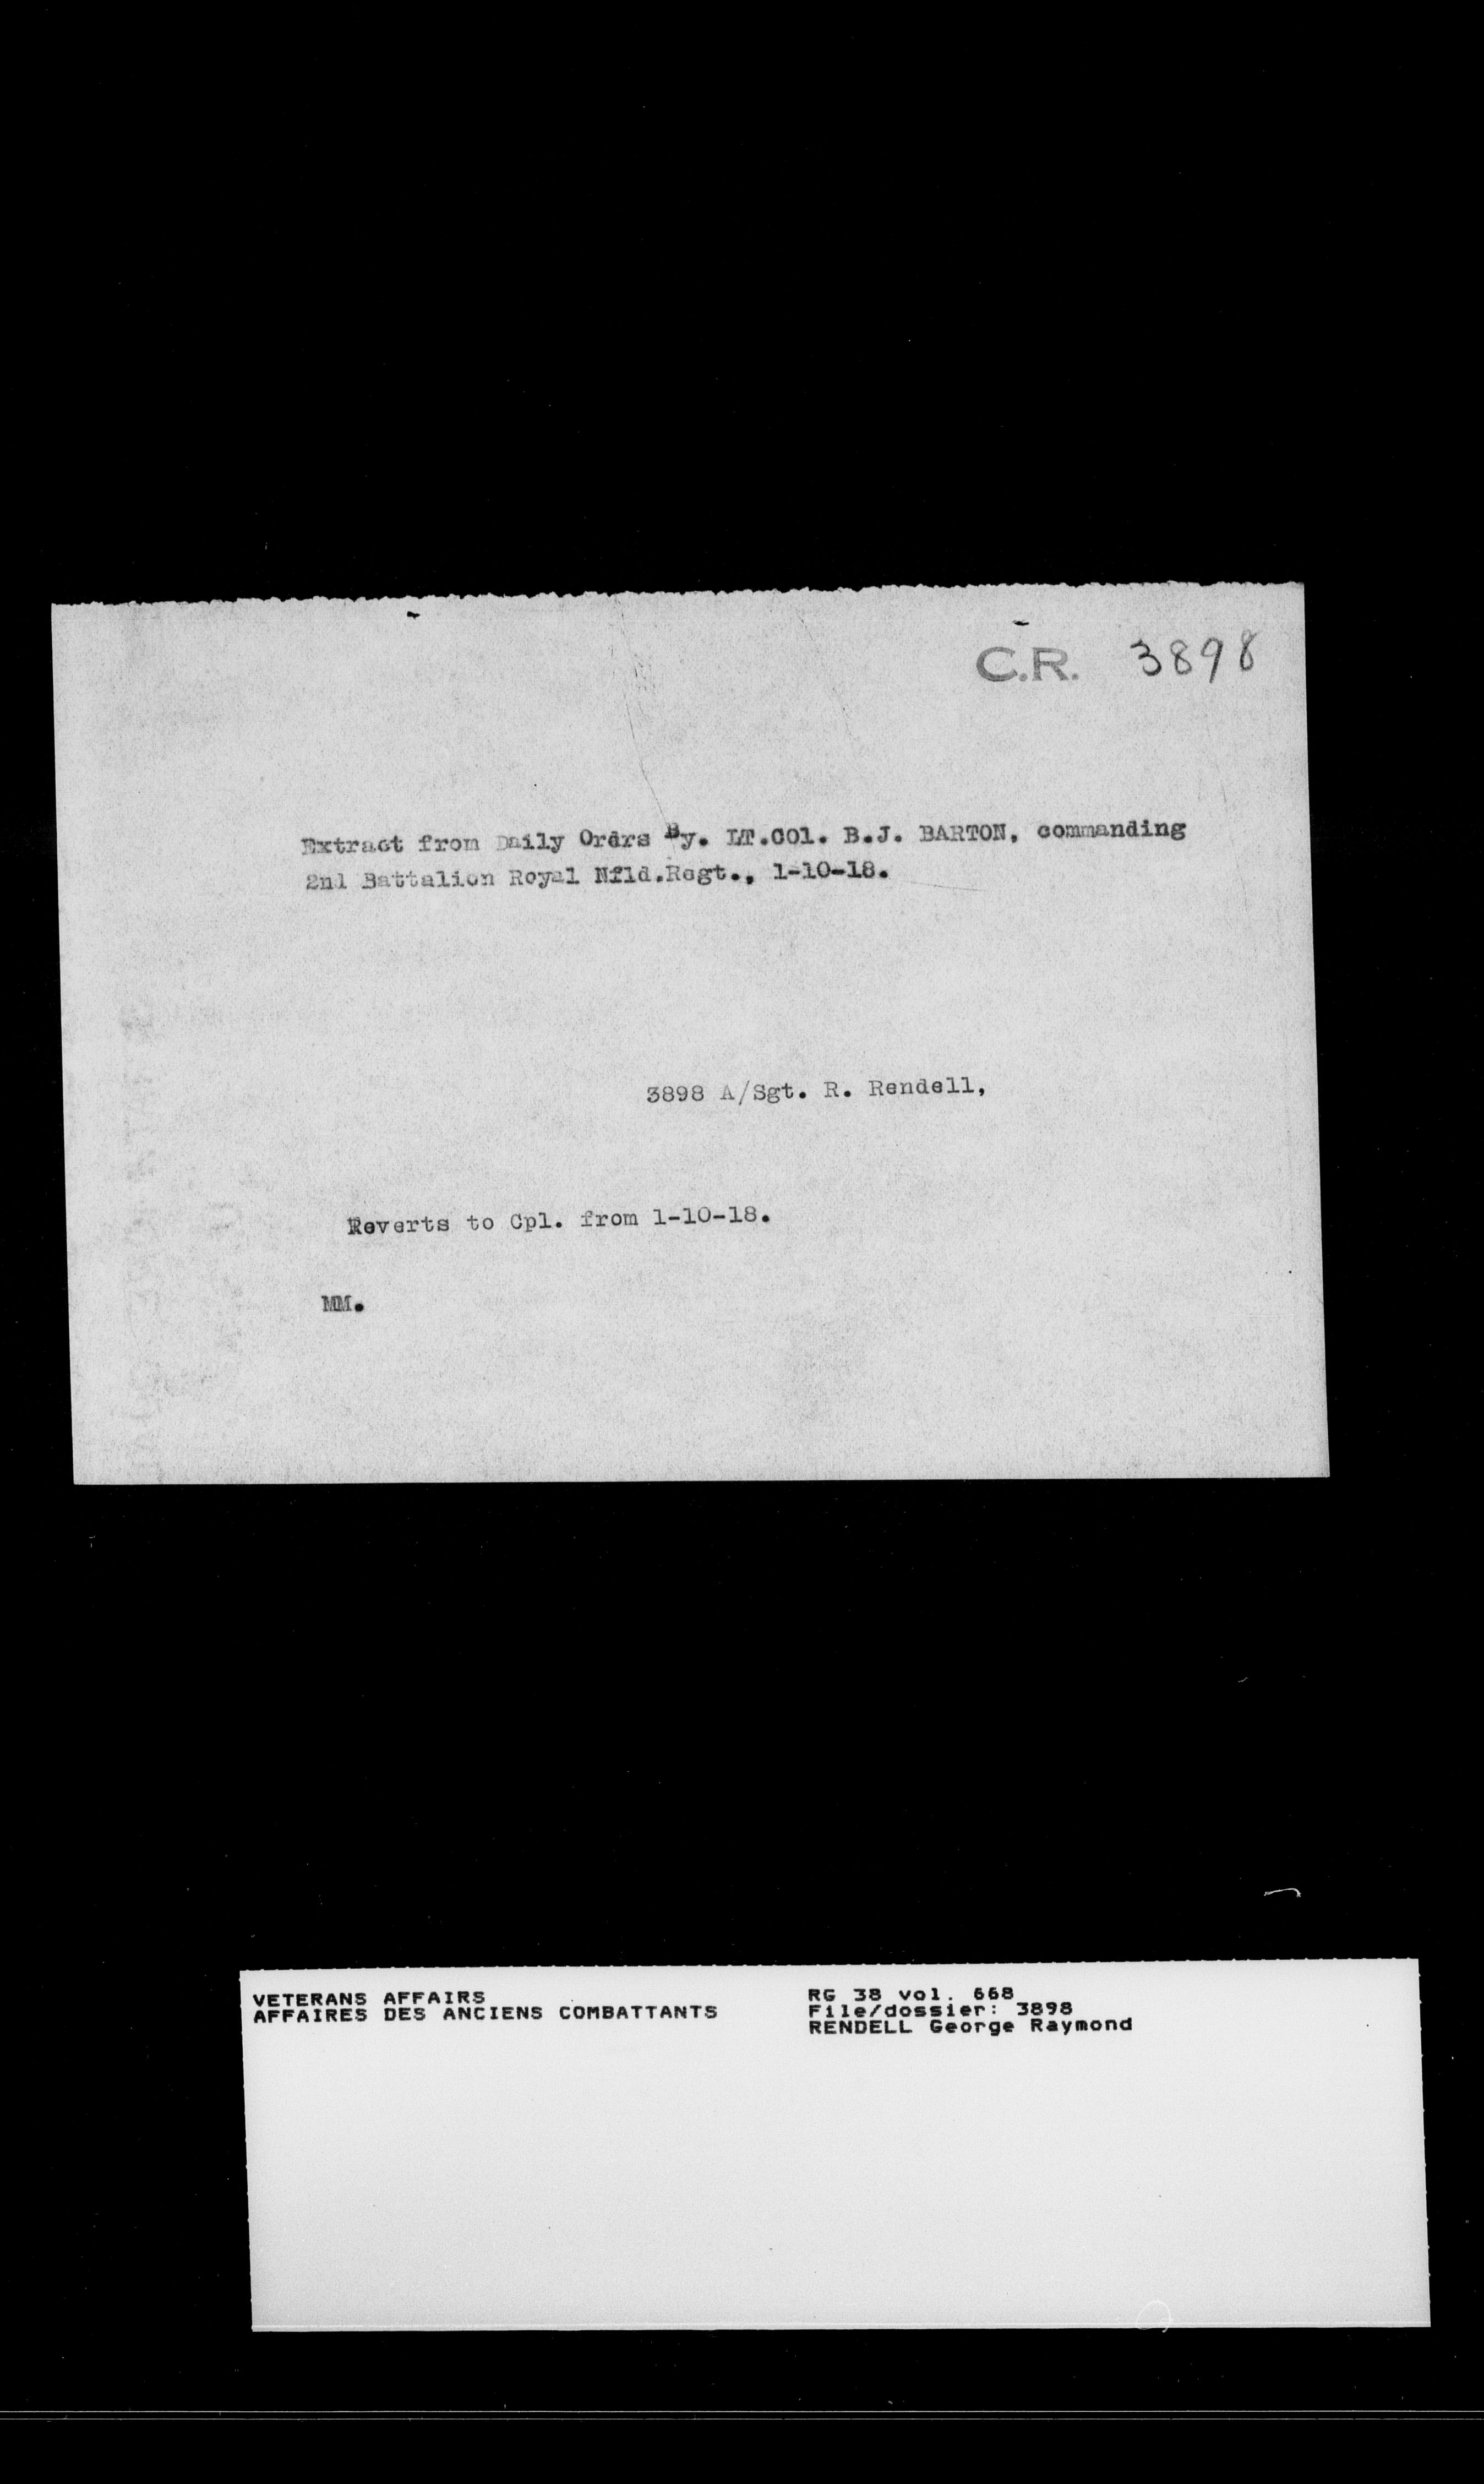 C.R. 3898
Extract from Daily Ordrs By. LT.COl. B.J. BARTON, commanding
2nd Battalion Royal Nfld.Regt., 1-10-18.
3898 A/Sgt. R. Rendell,
Reverts to Cpl. from 1-10-18.
MM.
VETERANS AFFAIRS
AFFAIRES DES ANCIENS COMBATTANTS
RG 38 vol. 668
File/dossier: 3898
RENDELL George Raymond